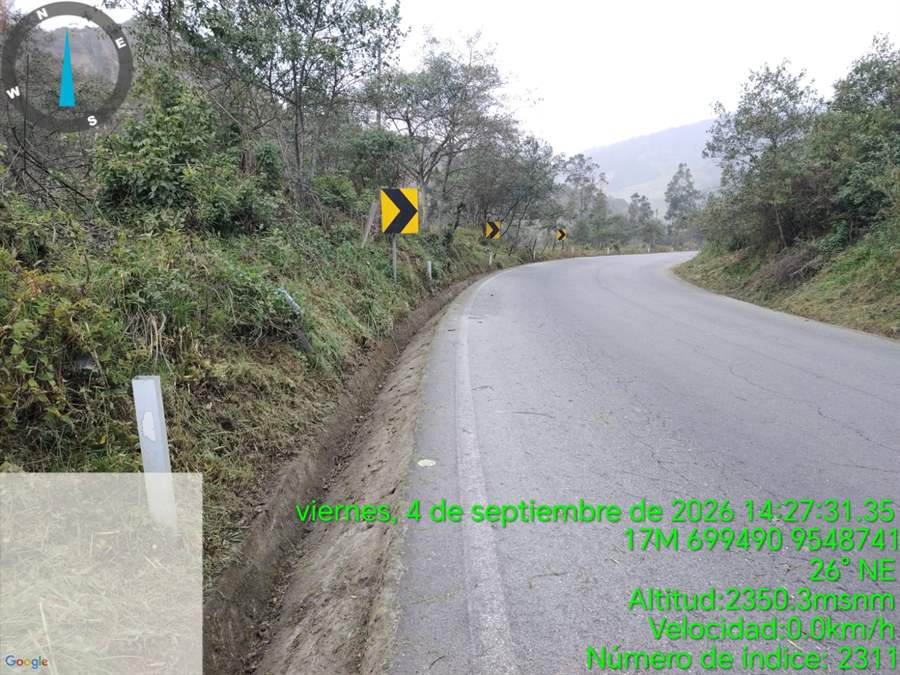 N
E
W
S
viernes, 4 de septiembre de 2026 14:27:31.35
17M 699490 9548741
26° NE
Altitud:2350.3msnm
Velocidad:0.0km/h
Número de índice: 2311
Google